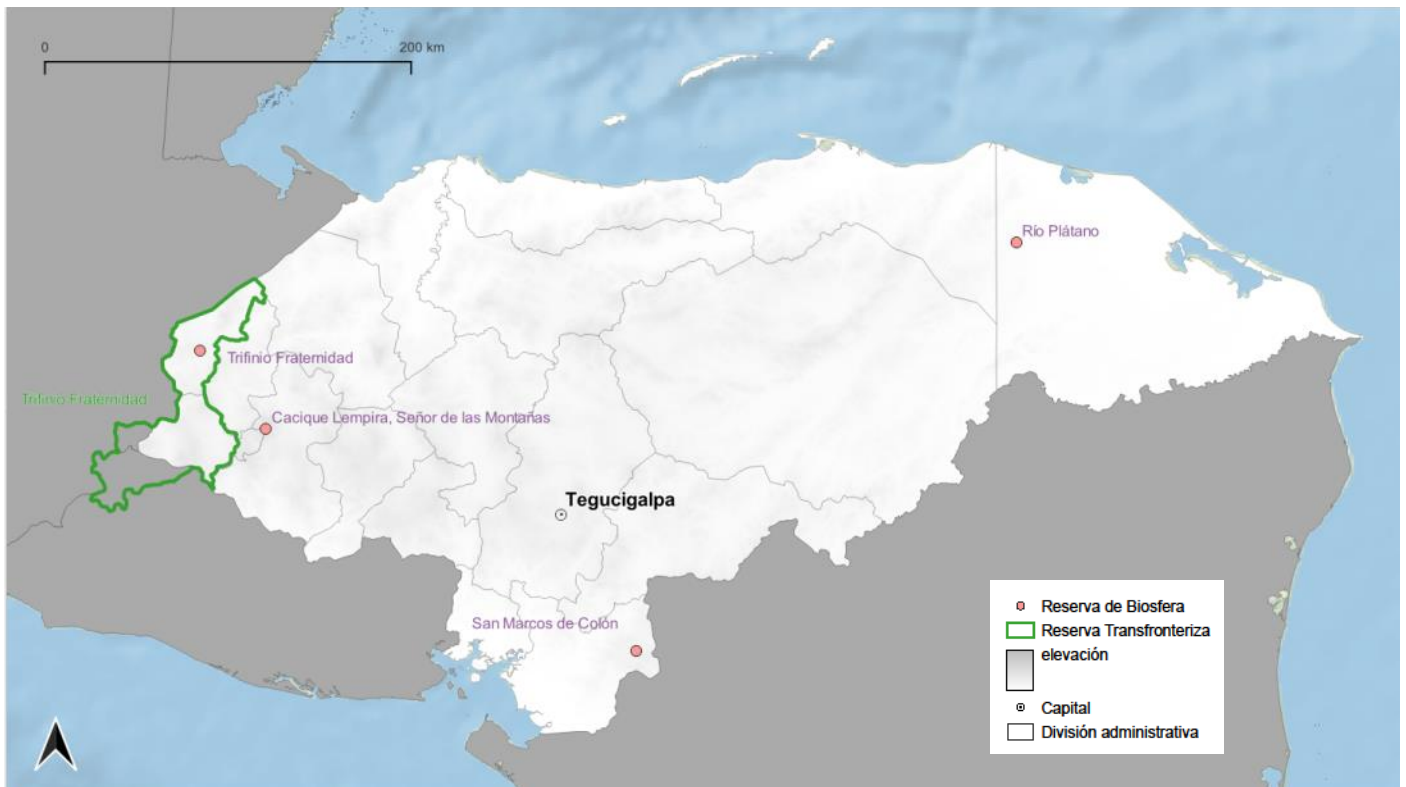 0
200 km
Río Plátano
Trifinio Fraternidad
Trifinio Fraternidad
Cacique Lempira, Señor de las Montañas
Tegucigalpa
San Marcos de Colón
Reserva de Biosfera
Reserva Transfronteriza
elevación
Capital
División administrativa